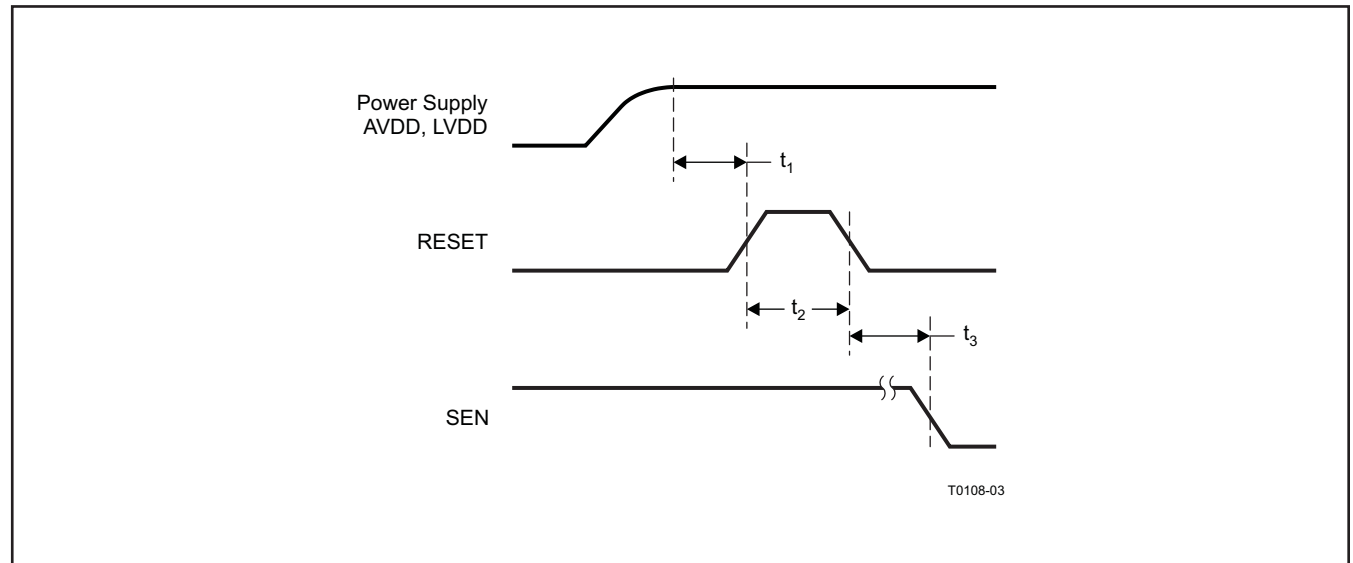 Power Supply
AVDD, LVDD
t1
RESET
t2
t3
SEN
T0108-03